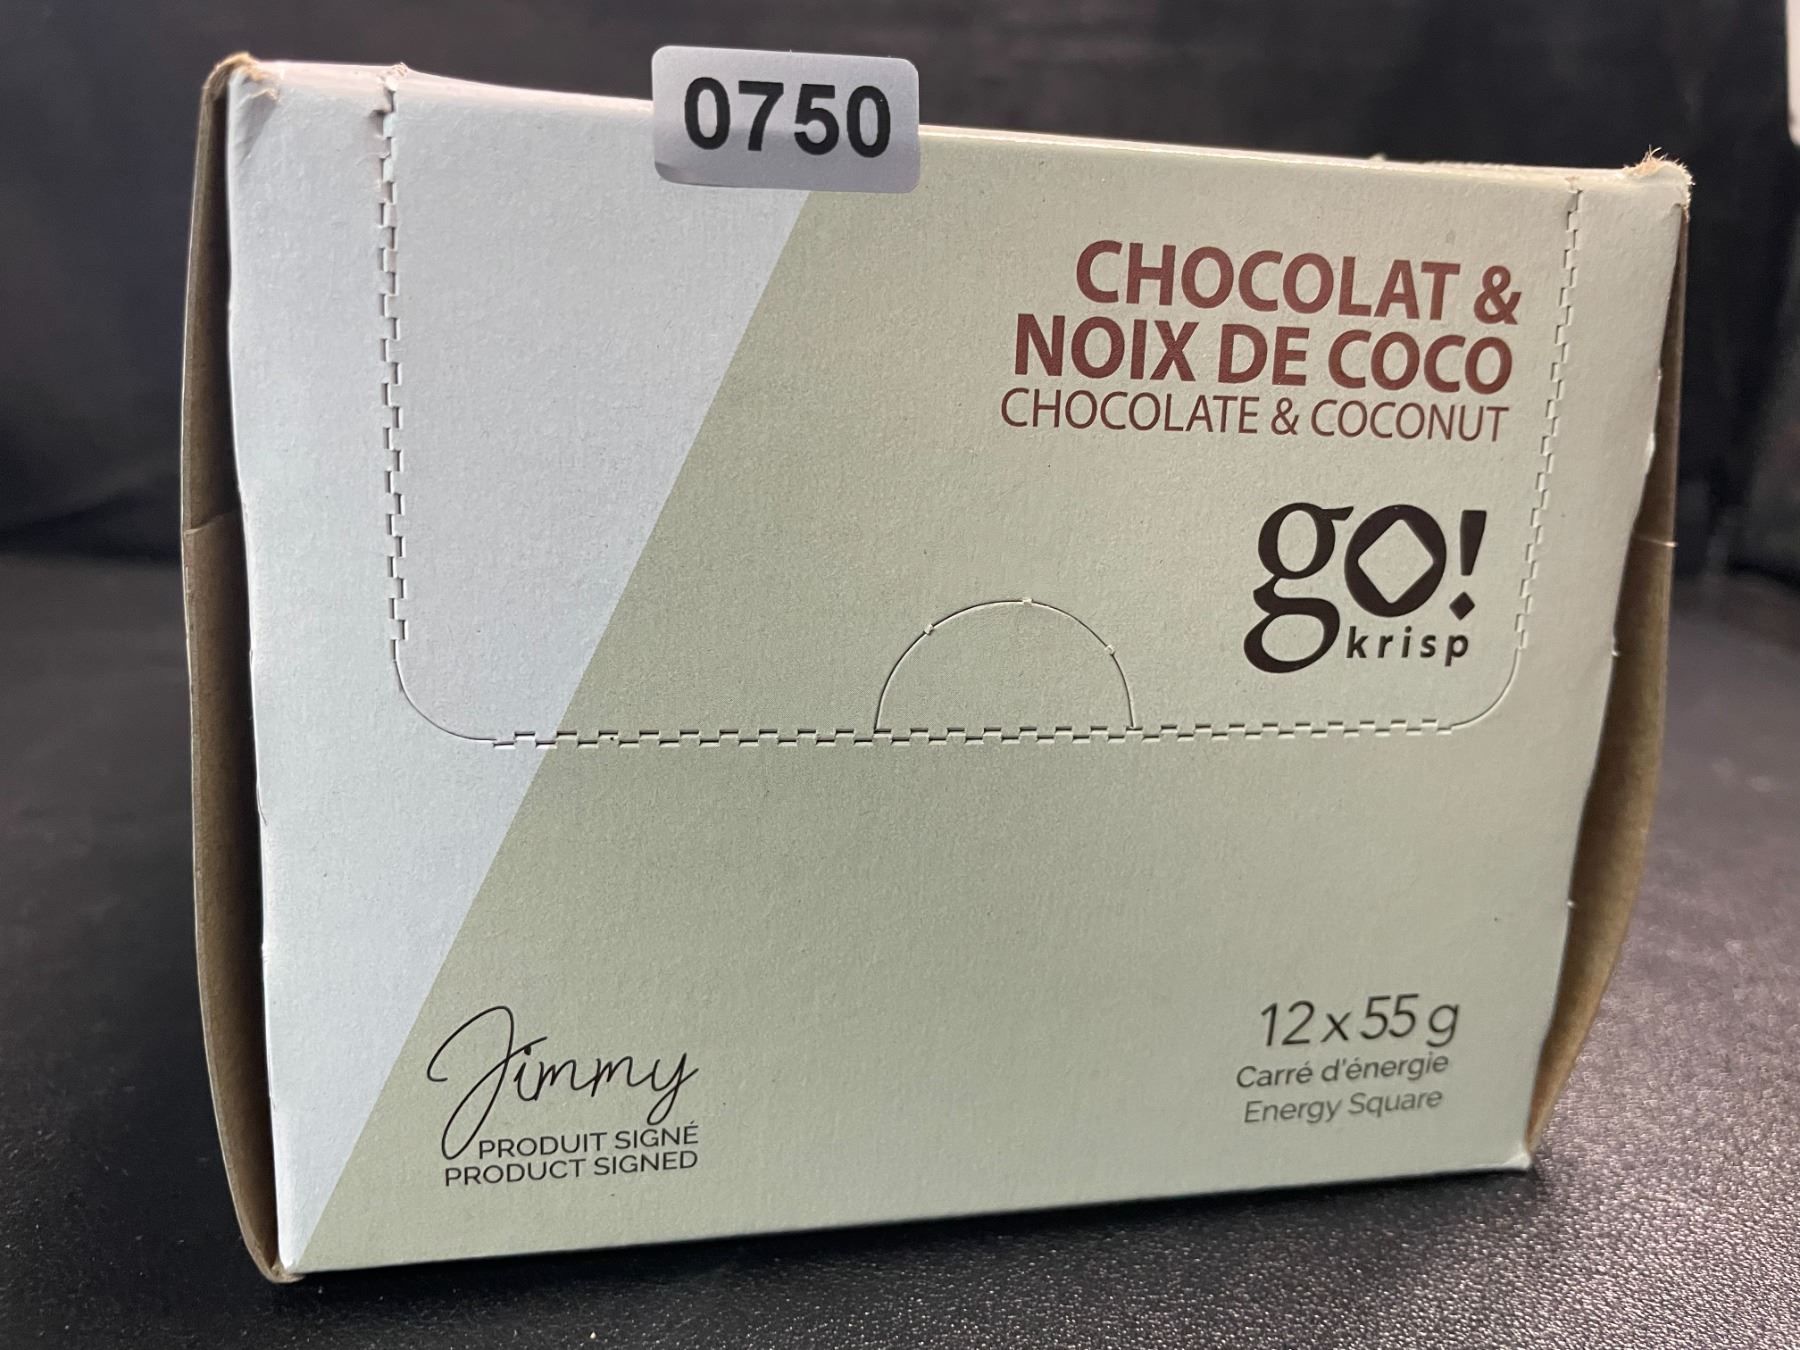 0750
CHOCOLAT &
NOIX DE COCO
CHOCOLATE & COCONUT
go!
krisp
12 x 55 g
Carré d'énergie
Energy Square
Jimmy
PRODUIT SIGNÉ
PRODUCT SIGNED